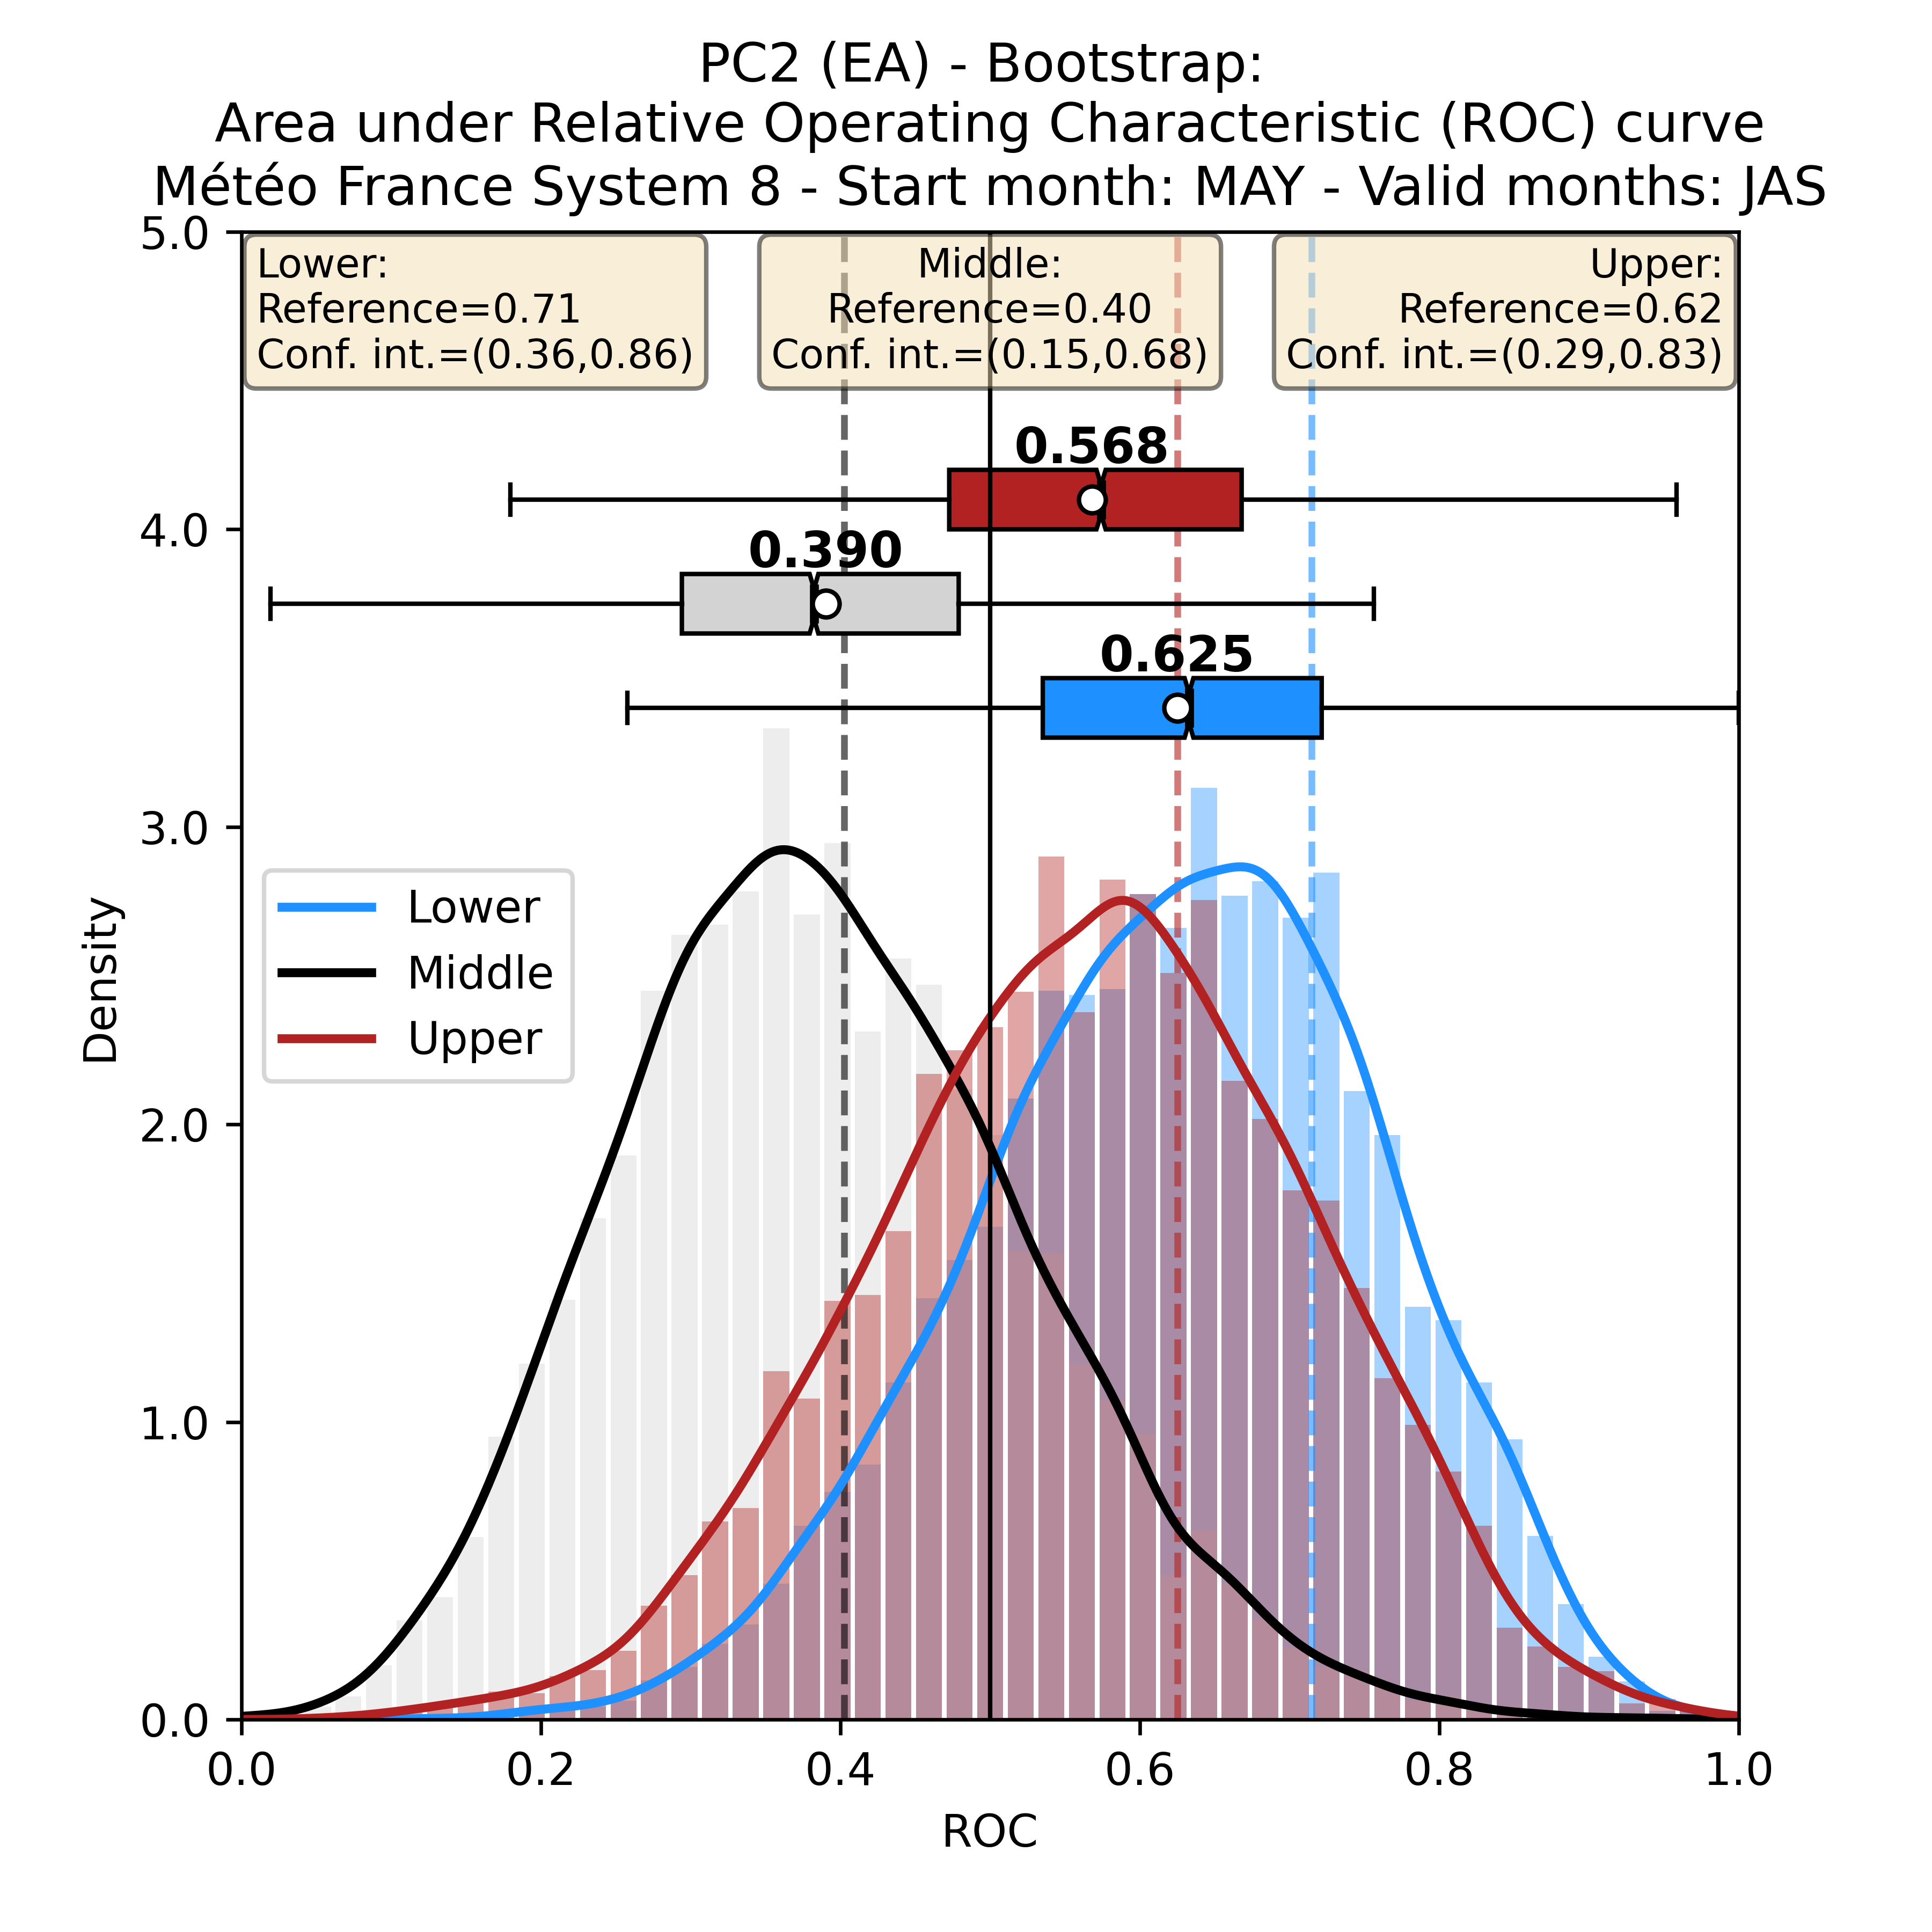 PC2 (EA) - Bootstrap:
Area under Relative Operating Characteristic (ROC) curve
Météo France System 8 - Start month: MAY - Valid months: JAS
Lower:
Reference=0.71
Conf. int.=(0.36,0.86)
Middle:
Reference=0.40
Conf. int.=(0.15,0.68)
Upper:
Reference=0.62
Conf. int.=(0.29,0.83)
0.568
0.390
0.625
Lower
Middle
Upper
Density
5.0
4.0
3.0
2.0
1.0
0.0
0.0 0.2 0.4 0.6 0.8 1.0
ROC